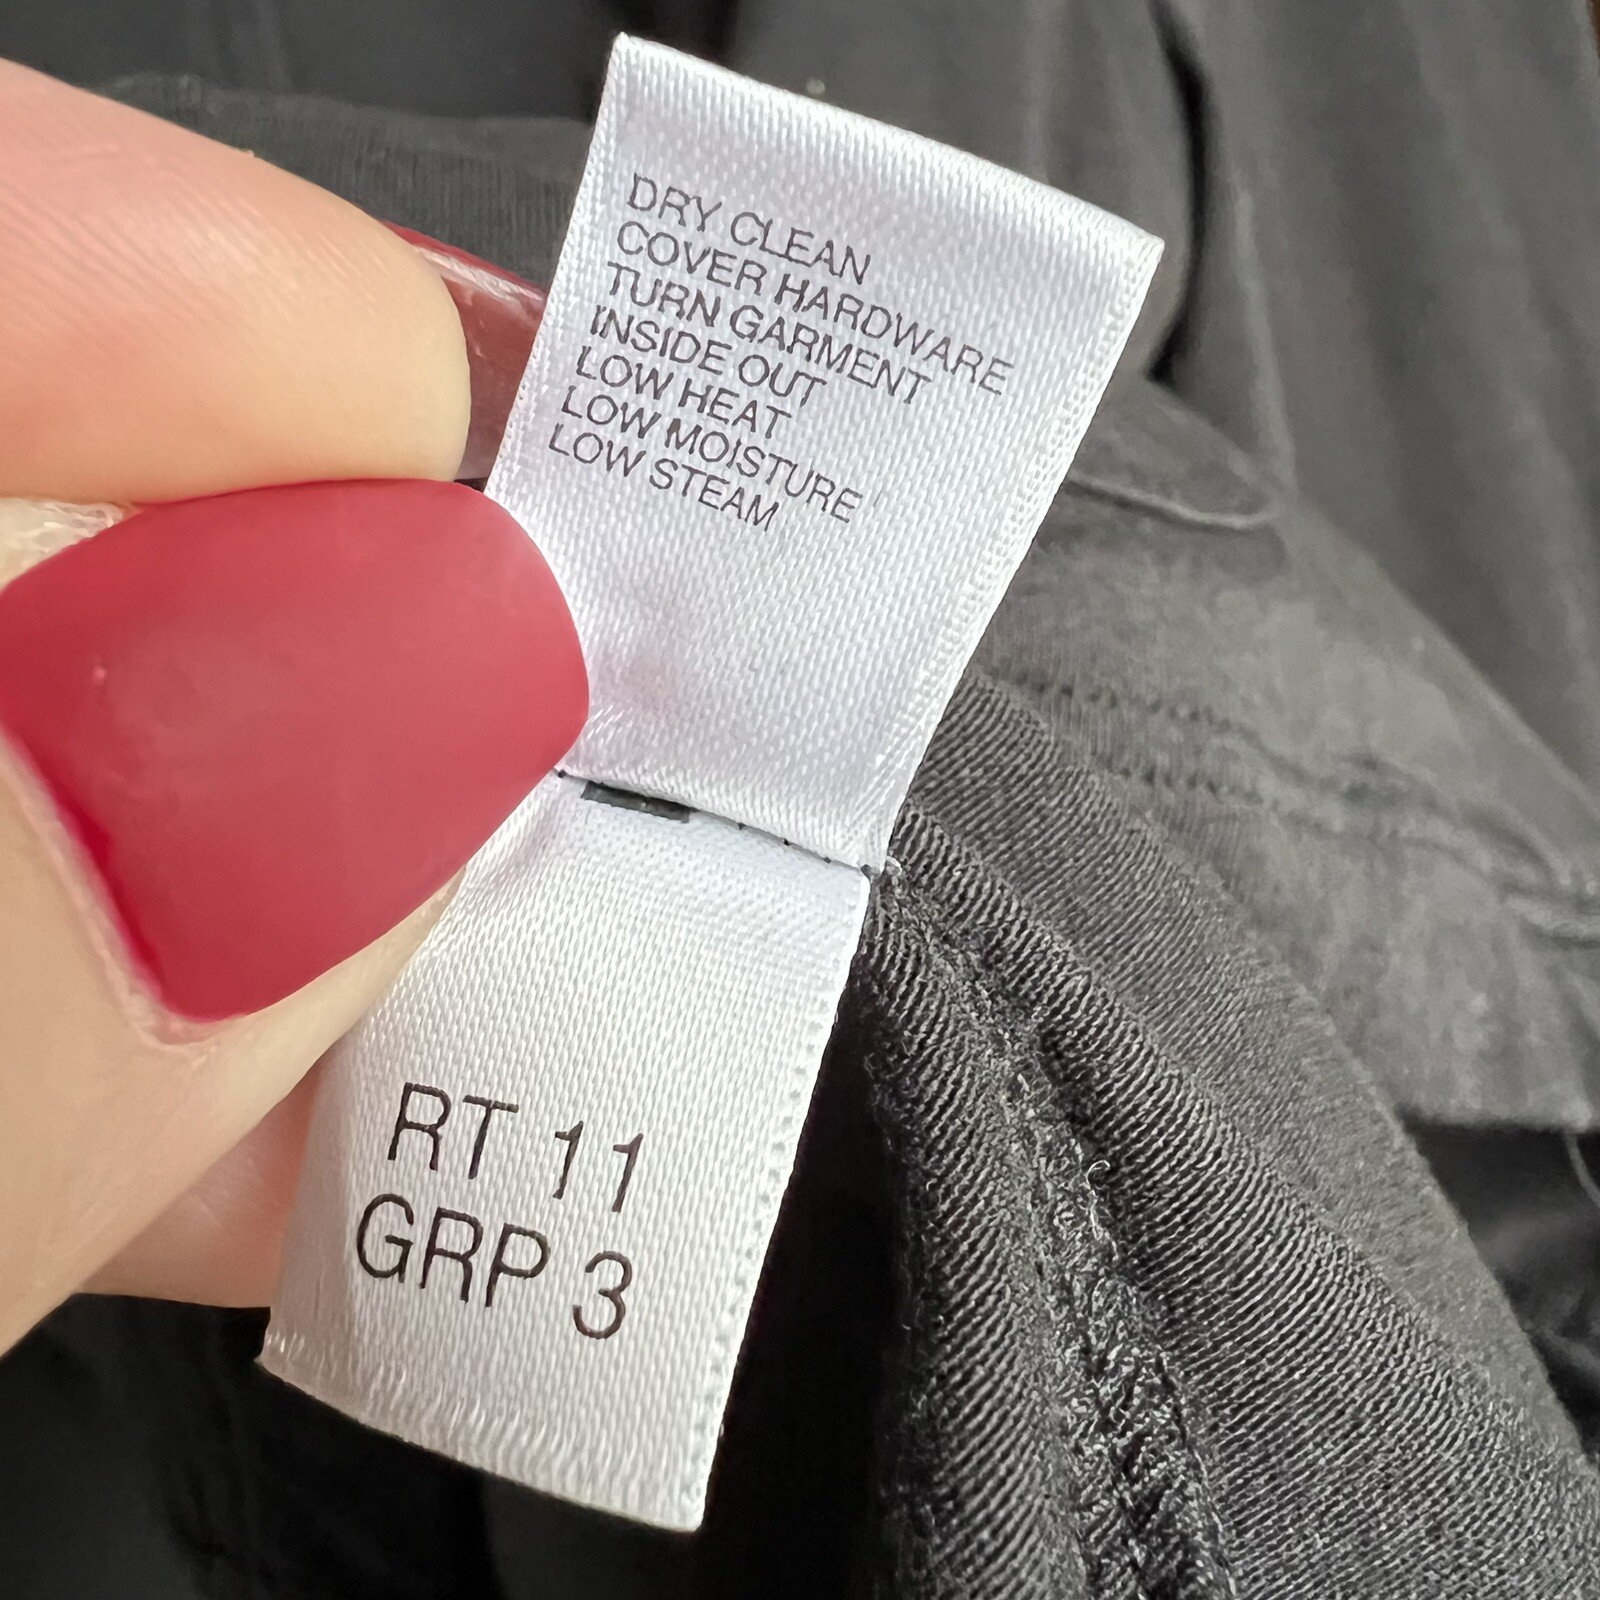 DRY CLEAN
COVER HARDWARE
TURN GARMENT
INSIDE OUT
LOW HEAT
LOW MOISTURE
LOW STEAM
RT 11
GRP 3